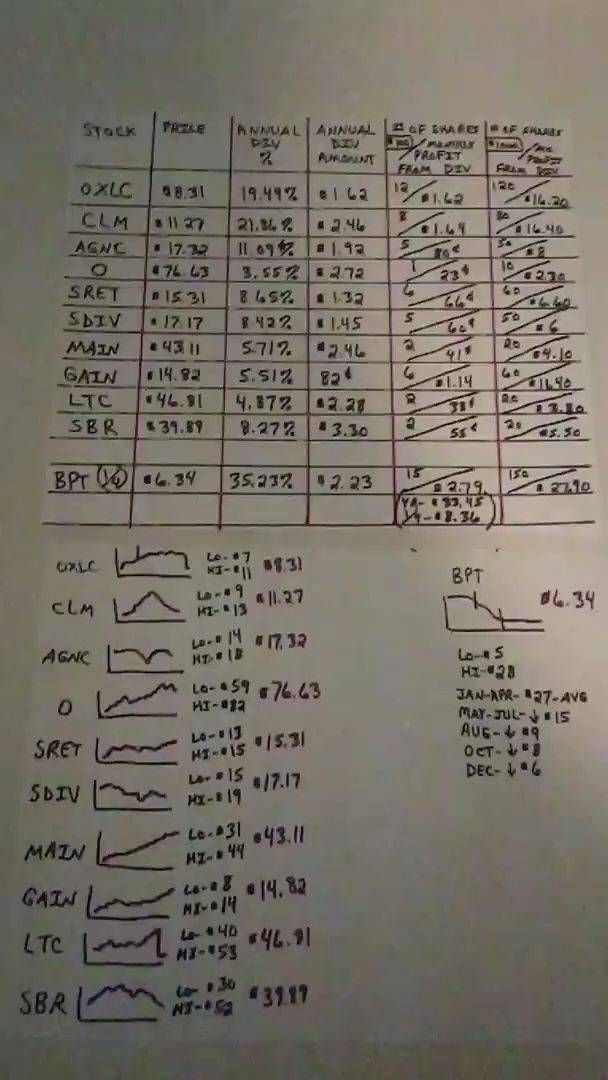 STOCK PRICE ANNUAL DIV % ANNUAL DIV AMOUNT # OF SHARES $100/MONTHLY PROFIT FROM DIV # OF SHARES $1000/MO. PROFIT FROM DIV
OXLC $8.31 19.49% $1.62 12/$1.62 120/$16.20
CLM $11.27 21.86% $2.46 8/$1.64 80/$16.40
AGNC $17.32 11.09% $1.92 5/80¢ 50/$8
O $76.63 3.55% $2.72 1/23¢ 10/$2.30
SRET $15.31 8.65% $1.32 6/66¢ 60/$6.60
SDIV $17.17 8.42% $1.45 5/60¢ 50/$6
MAIN $43.11 5.71% $2.46 2/41¢ 20/$4.10
GAIN $14.82 5.51% 82¢ 6/$1.14 60/$11.40
LTC $46.81 4.87% $2.28 2/38¢ 20/$3.80
SBR $39.89 8.27% $3.30 2/55¢ 20/$5.50
BPT (1/4) $6.34 35.23% $2.23 15/$2.79 150/$27.90
1/4- $8.36
OXLC LO-$7 HI-$11 $8.31
CLM LO-$9 HI-$13 $11.27
AGNC LO-$14 HI-$18 $17.32
O LO-$59 HI-$82 $76.63
SRET LO-$13 HI-$15 $15.31
SDIV LO-$15 HI-$19 $17.17
MAIN LO-$31 HI-$44 $43.11
GAIN LO-$8 HI-$14 $14.82
LTC LO-$40 HI-$53 $46.81
SBR LO-$30 HI-$52 $39.89
BPT
$6.34
LO-$5
HI-$28
JAN-APR-$27-AVG
MAY-JUL-↓$15
AUG-↓$9
OCT-↓$8
DEC-↓$6